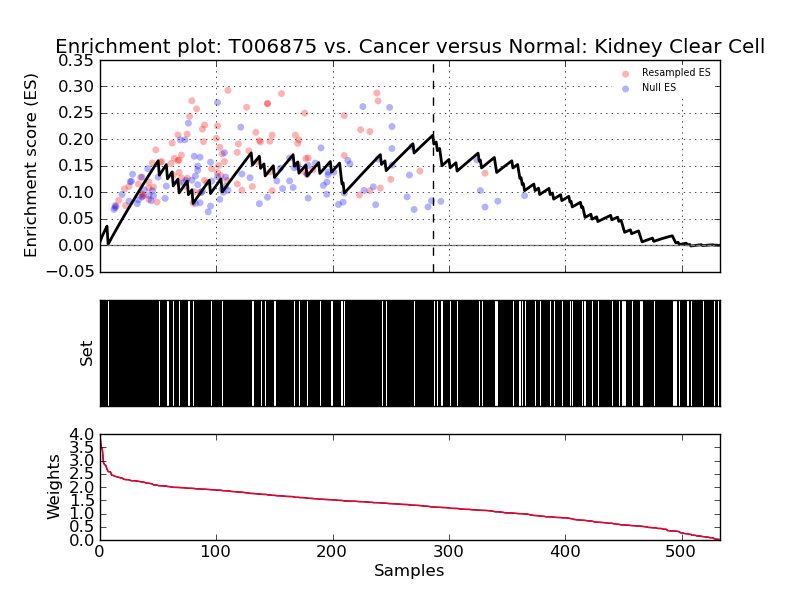 Enrichment plot: T006875 vs. Cancer versus Normal: Kidney Clear Cell
0.35
0.30
0.25
0.20
0.15
0.10
0.05
0.00
−0.05
Enrichment score (ES)
Resampled ES
Null ES
Set
4.0
3.5
3.0
2.5
2.0
1.5
1.0
0.5
0.0
Weights
0 100 200 300 400 500
Samples